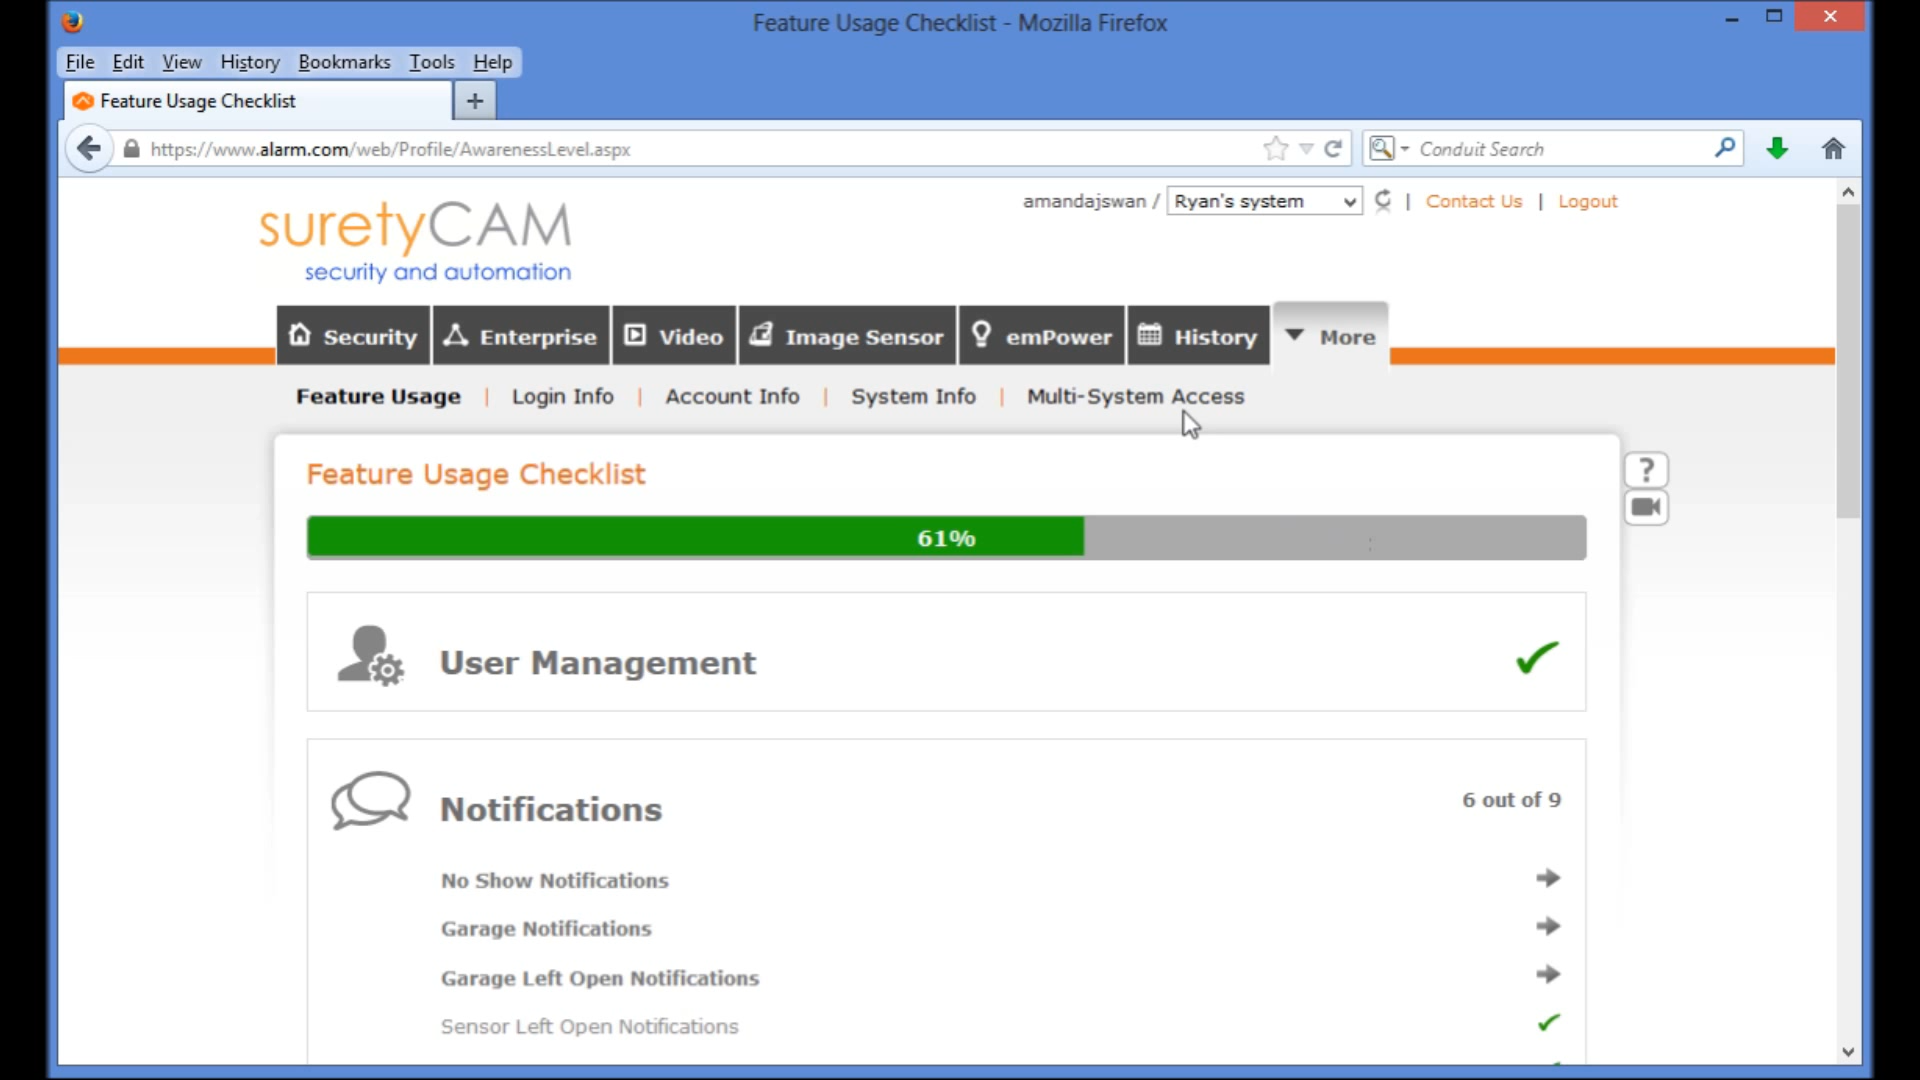 Feature Usage Checklist - Mozilla Firefox
File Edit View History Bookmarks Tools Help
Feature Usage Checklist
https://www.alarm.com/web/Profile/AwarenessLevel.aspx
Conduit Search
amandajswan / Ryan's system | Contact Us | Logout
suretyCAM
security and automation
Security Enterprise Video Image Sensor emPower History More
Feature Usage | Login Info | Account Info | System Info | Multi-System Access
Feature Usage Checklist
?
61%
User Management
Notifications
6 out of 9
No Show Notifications
Garage Notifications
Garage Left Open Notifications
Sensor Left Open Notifications